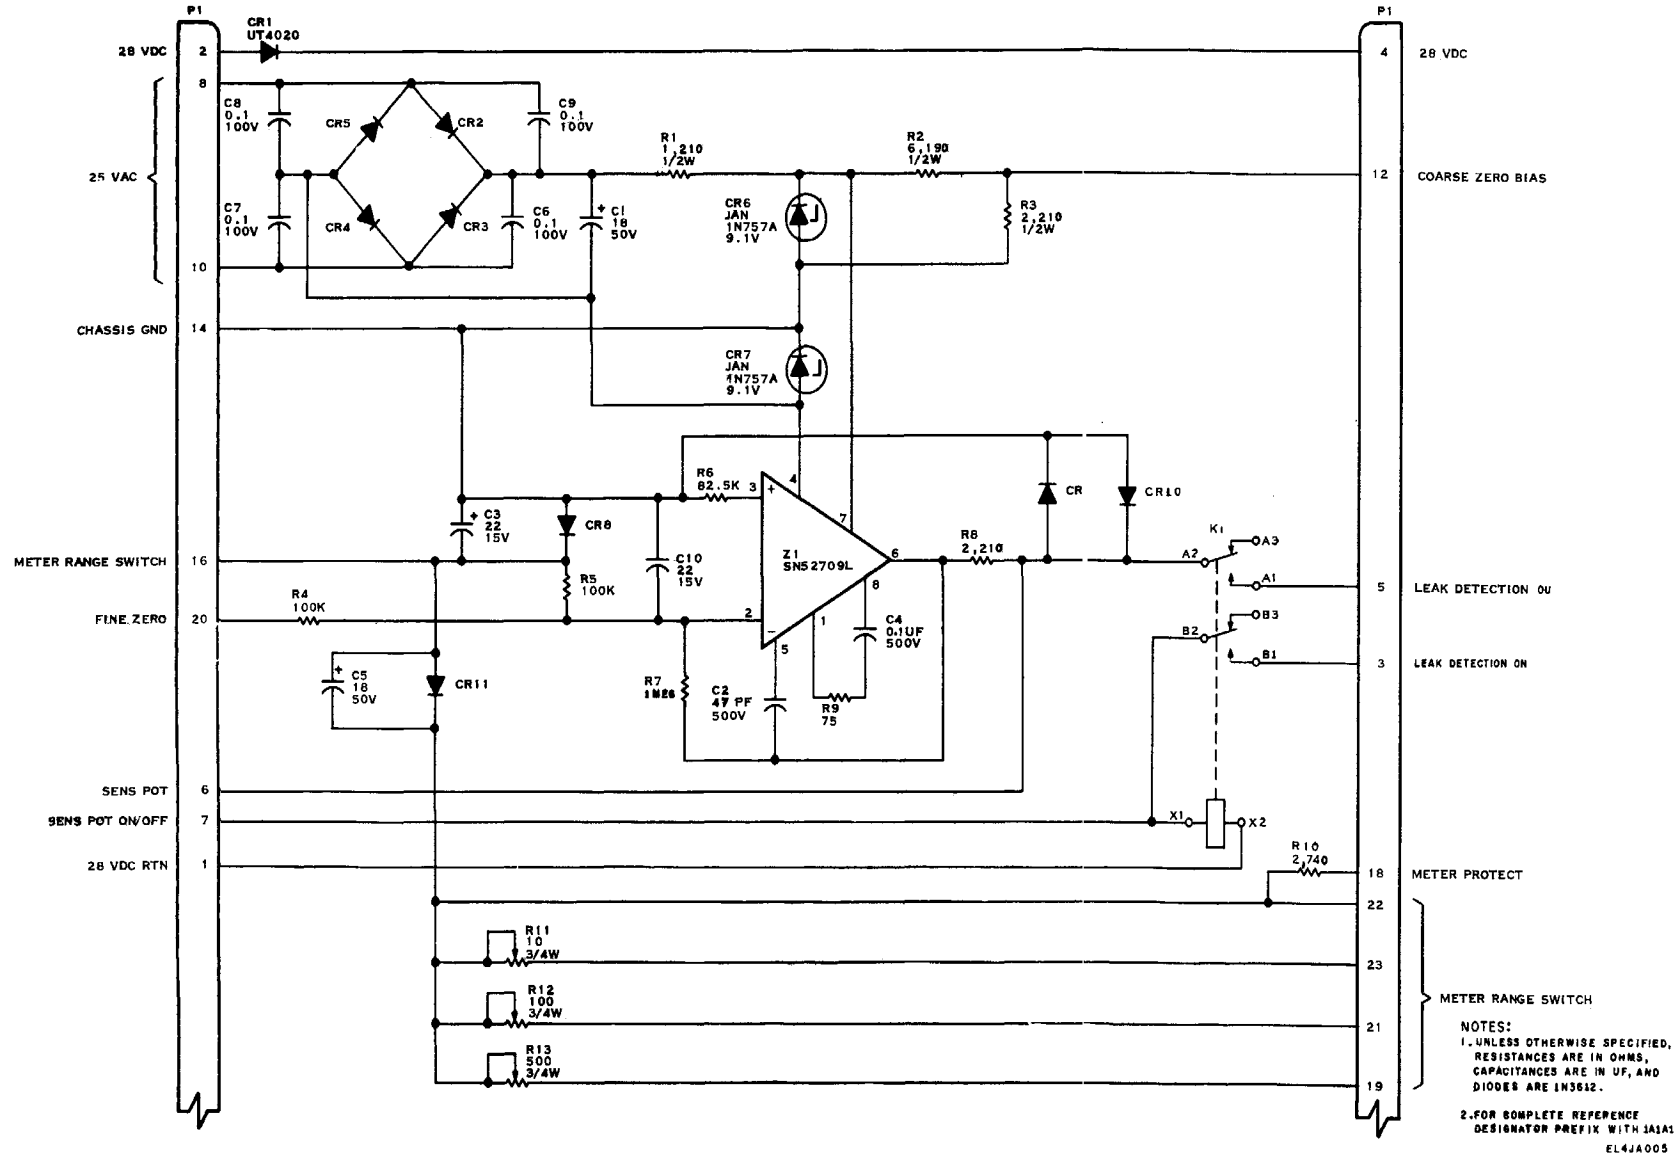 P1
P1
CR1
UT4020
28 VDC
2
4
28 VDC
8
C8
0.1
100V
CR5
CR2
C9
0.1
100V
R1
1,210
1/2W
R2
6,190
1/2W
25 VAC
12
COARSE ZERO BIAS
C7
0.1
100V
CR4
CR3
C6
0.1
100V
+
C1
18
50V
CR6
JAN
1N757A
9.1V
R3
2,210
1/2W
10
CHASSIS GND
14
CR7
JAN
1N757A
9.1V
R6
82.5K
3
+
4
7
CR
CR10
+
C3
22
15V
CR8
C10
22
15V
Z1
SN52709L
6
R8
2,210
K1
A3
A2
METER RANGE SWITCH
16
R5
100K
8
A1
5
LEAK DETECTION OU
R4
100K
FINE ZERO
20
2
-
1
5
C4
0.1UF
500V
B3
B2
B1
3
LEAK DETECTION ON
+
C5
18
50V
CR11
R7
C2
47 PF
500V
R9
75
SENS POT
6
SENS POT ON/OFF
7
X1
X2
28 VDC RTN
1
R10
2,740
18
METER PROTECT
22
R11
10
3/4W
23
R12
100
3/4W
21
METER RANGE SWITCH
R13
500
3/4W
19
NOTES:
1. UNLESS OTHERWISE SPECIFIED,
RESISTANCES ARE IN OHMS,
CAPACITANCES ARE IN UF, AND
DIODES ARE 1N3612.
2. FOR COMPLETE REFERENCE
DESIGNATOR PREFIX WITH 1A1A1
EL4JA005